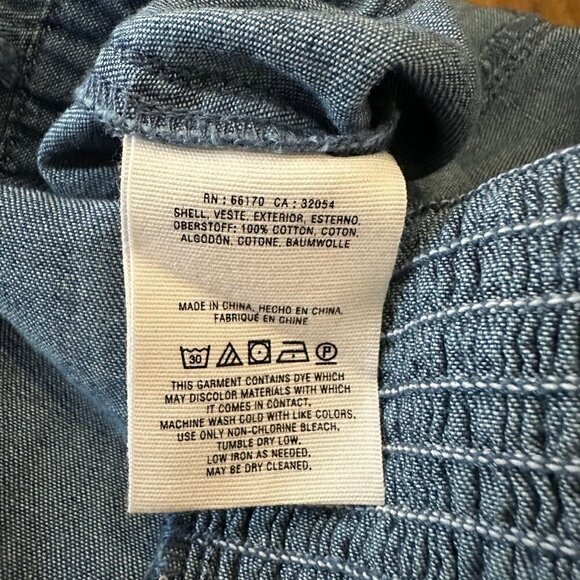 RN : 66170 CA : 32054
SHELL, VESTE, EXTERIOR, ESTERNO,
OBERSTOFF: 100% COTTON, COTON,
ALGODÓN, COTONE, BAUMWOLLE
MADE IN CHINA, HECHO EN CHINA,
FABRIQUÉ EN CHINE
30 P
THIS GARMENT CONTAINS DYE WHICH
MAY DISCOLOR MATERIALS WITH WHICH
IT COMES IN CONTACT.
MACHINE WASH COLD WITH LIKE COLORS.
USE ONLY NON-CHLORINE BLEACH.
TUMBLE DRY LOW.
LOW IRON AS NEEDED.
MAY BE DRY CLEANED.